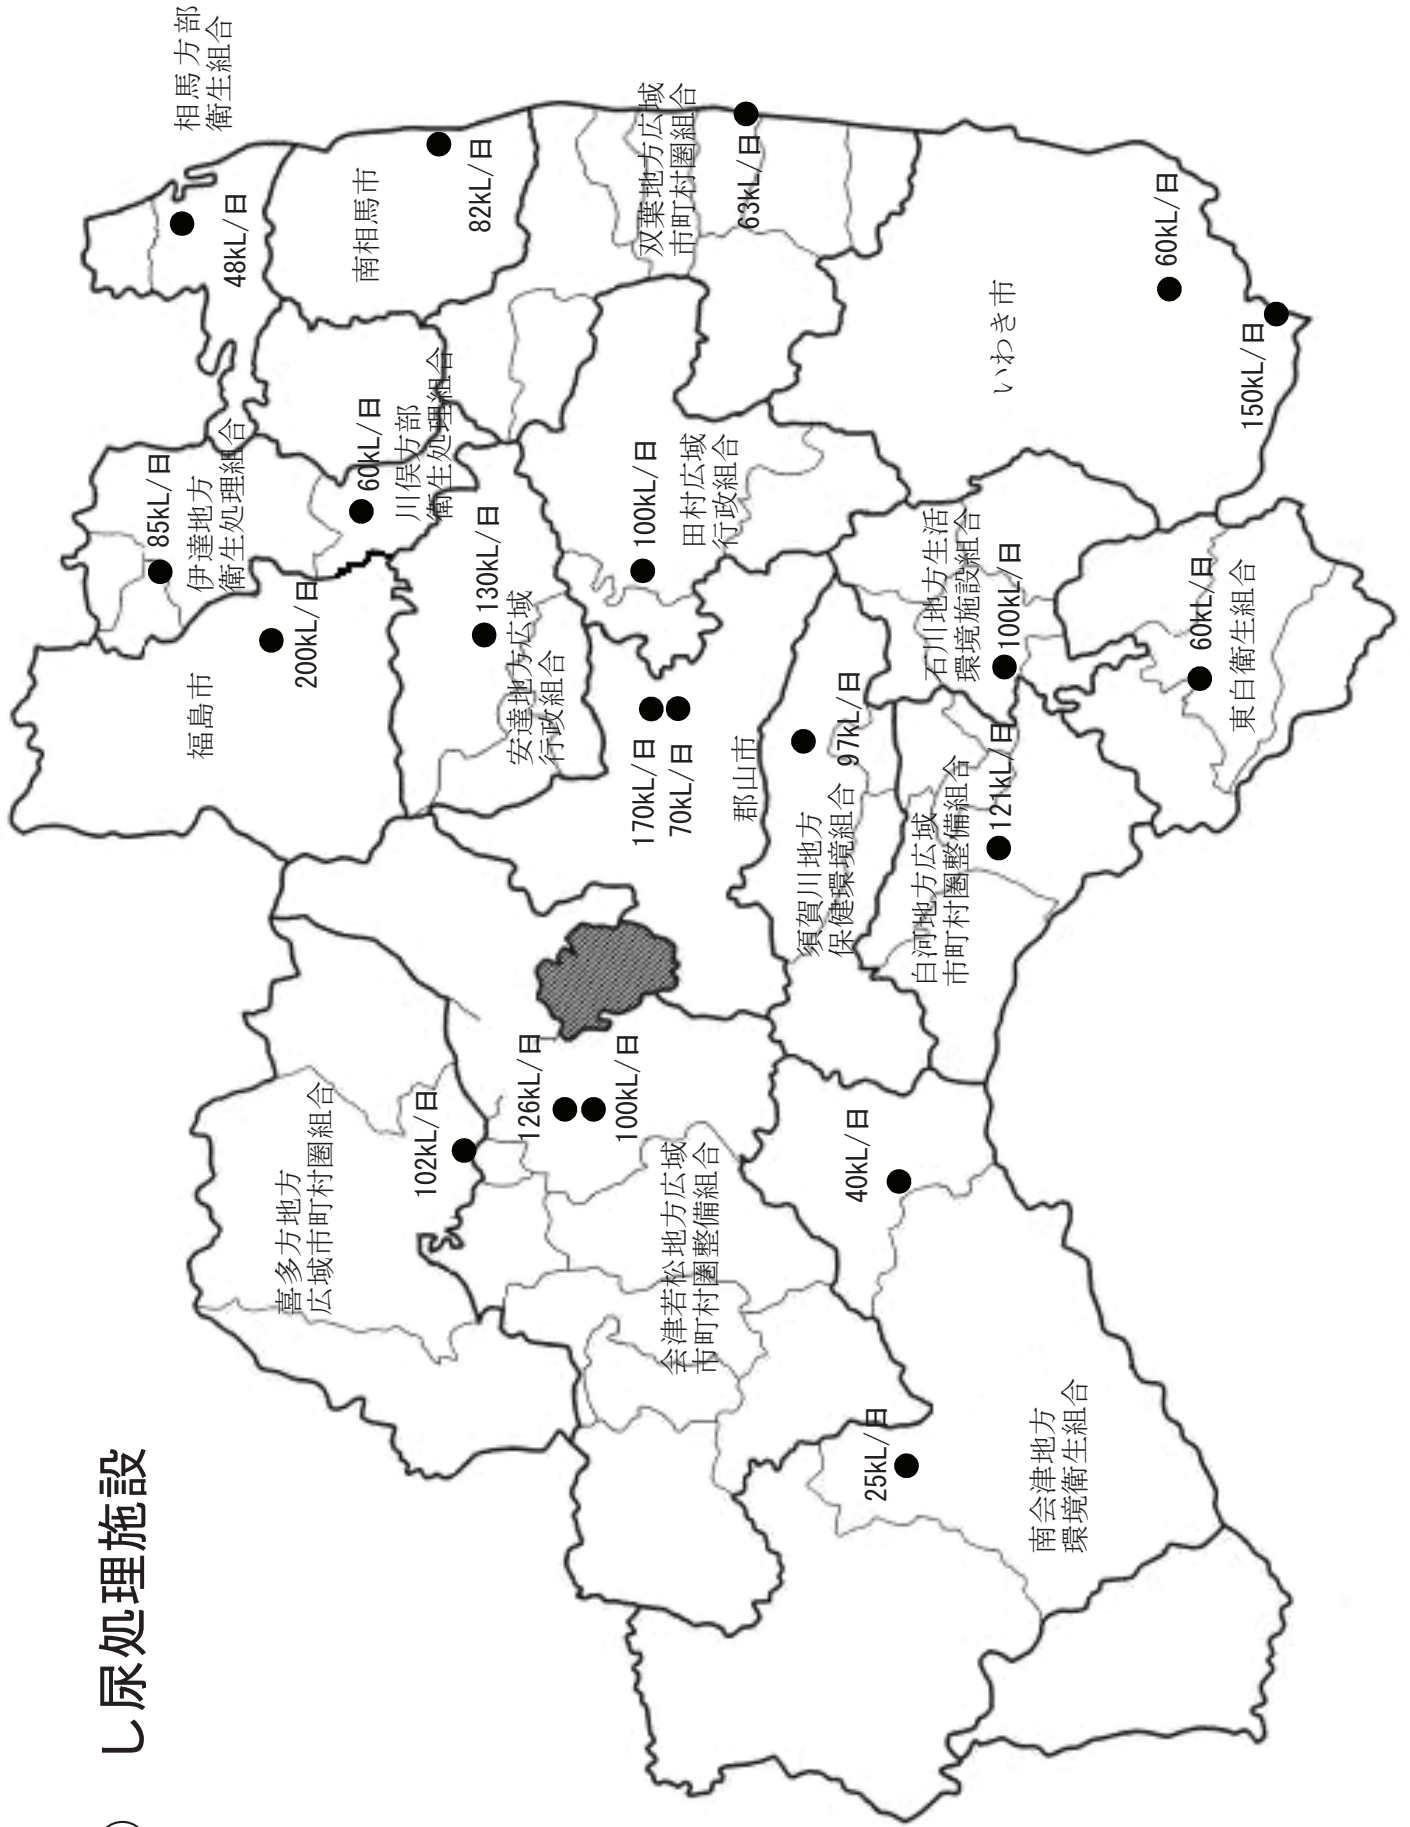 し尿処理施設
相馬方部
衛生組合
48kL/日
南相馬市
82kL/日
双葉地方広域
市町村圏組合
63kL/日
いわき市
60kL/日
150kL/日
85kL/日
伊達地方
衛生処理組合
60kL/日
川俣方部
衛生処理組合
福島市
200kL/日
130kL/日
安達地方広域
行政組合
100kL/日
田村広域
行政組合
170kL/日
70kL/日
郡山市
97kL/日
須賀川地方
保健環境組合
石川地方生活
環境施設組合
100kL/日
121kL/日
白河地方広域
市町村圏整備組合
60kL/日
東白衛生組合
喜多方地方
広域市町村圏組合
102kL/日
126kL/日
100kL/日
会津若松地方広域
市町村圏整備組合
40kL/日
25kL/日
南会津地方
環境衛生組合